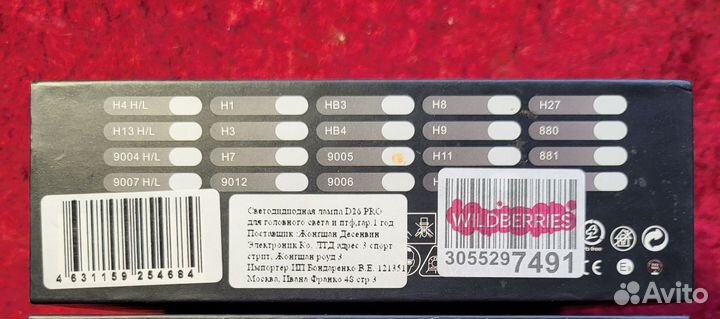 H4 H/L H1 HB3 H8 H27
H13 H/L H3 HB4 H9 880
9004 H/L H7 9005 H11 881
9007 H/L 9012 9006
4 631159 254684
Светодиодная лампа D26 PRO
для головного света и птф,гар.1 год
Поставщик :Жонгшан Десенвин
Электроник Ко, ЛТД адрес 3 спорт
стрит, Жонгшан роуд 3
Импортер ИП Бондаренко В.Е. 121351
Москва, Ивана Франко 48 стр 3
WILDBERRIES
3055297491
CE
Avito